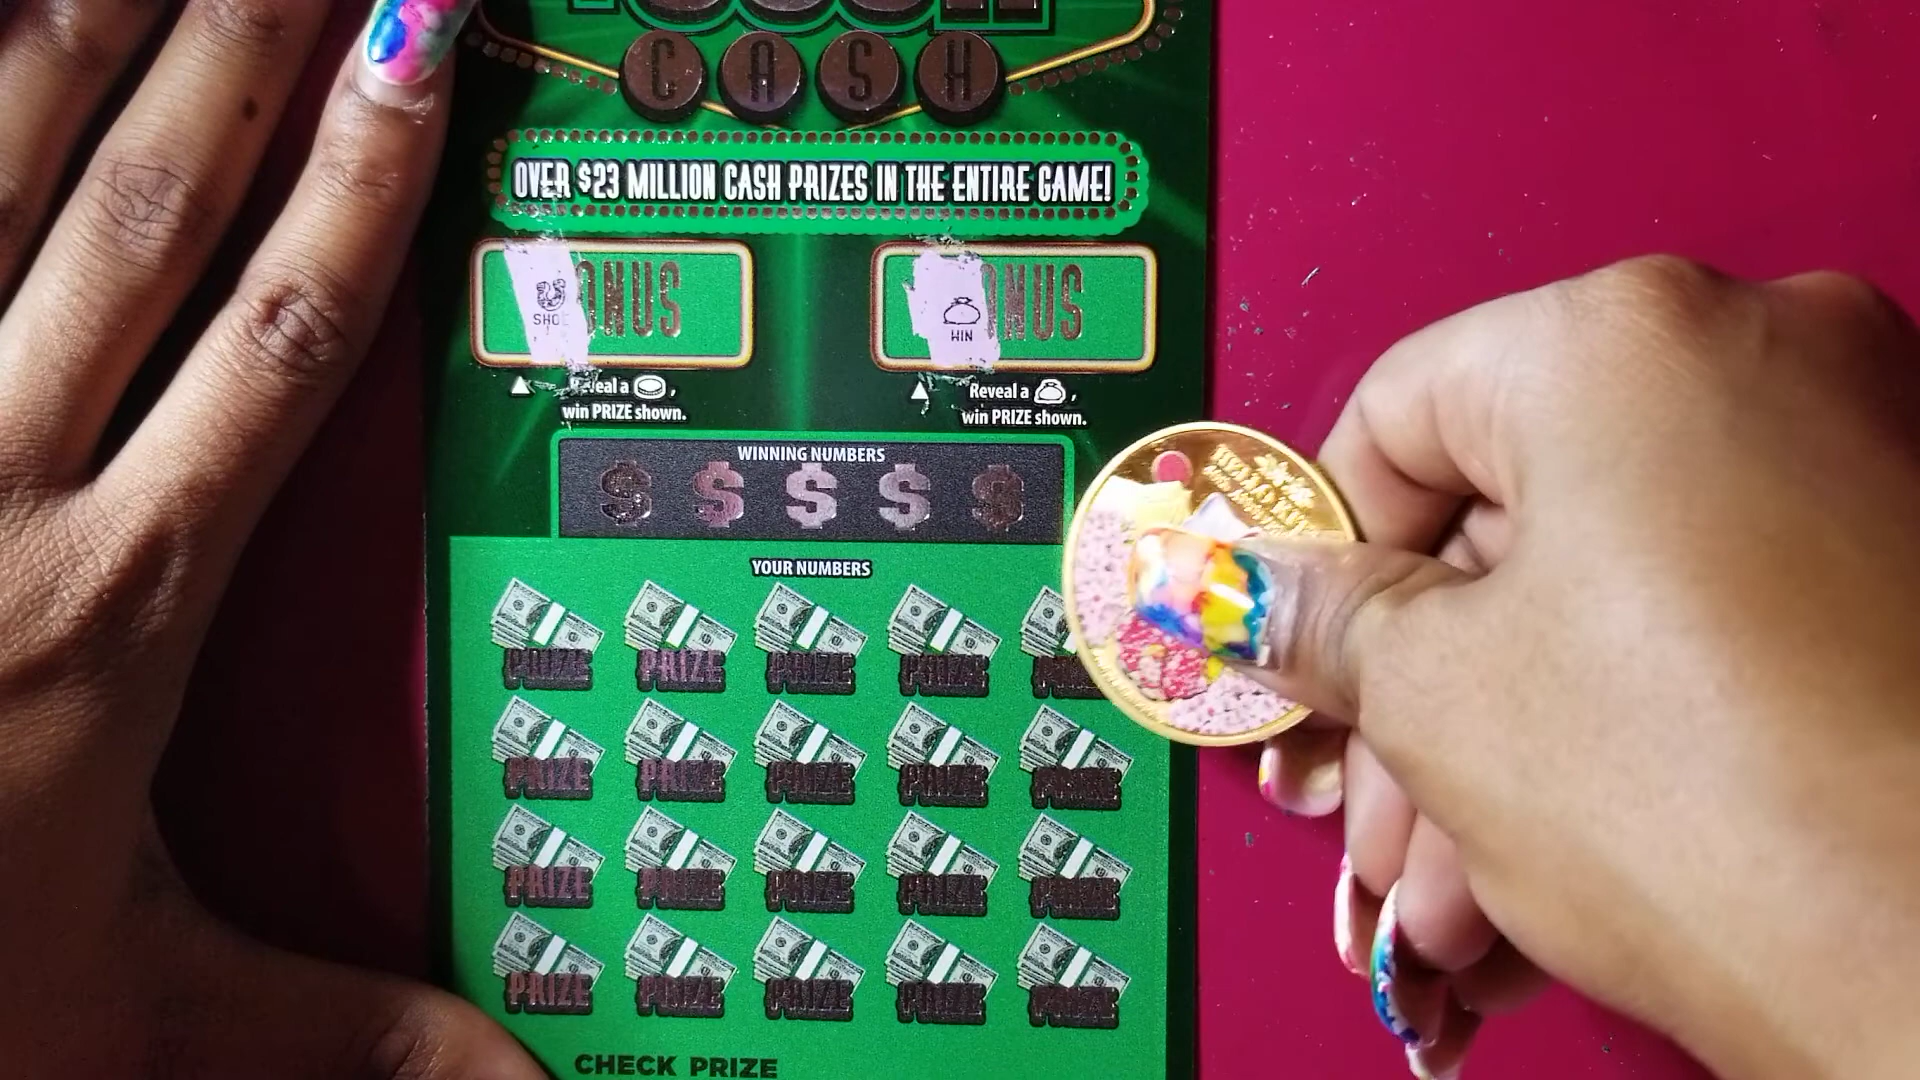 CASH
OVER $23 MILLION CASH PRIZES IN THE ENTIRE GAME!
ONUS
SHOE
ONUS
WIN
Reveal a ,
win PRIZE shown.
Reveal a ,
win PRIZE shown.
WINNING NUMBERS
$ $ $ $ $
YOUR NUMBERS
PRIZE PRIZE PRIZE PRIZE
PRIZE PRIZE PRIZE PRIZE PRIZE
PRIZE PRIZE PRIZE PRIZE PRIZE
PRIZE PRIZE PRIZE PRIZE PRIZE
CHECK PRIZE